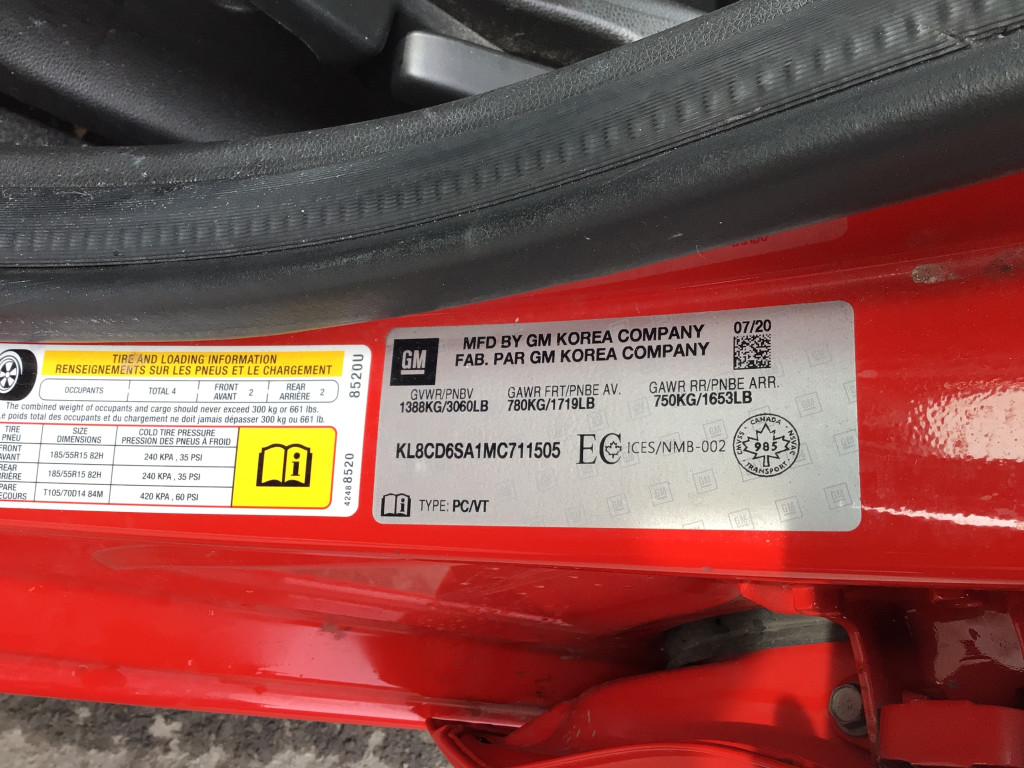 TIRE AND LOADING INFORMATION
RENSEIGNEMENTS SUR LES PNEUS ET LE CHARGEMENT
OCCUPANTS TOTAL 4 FRONT AVANT 2 REAR ARRIÈRE 2
The combined weight of occupants and cargo should never exceed 300 kg or 661 lbs.
Le poids total des occupants et du chargement ne doit jamais dépasser 300 kg ou 661 lb.
TIRE PNEU SIZE DIMENSIONS COLD TIRE PRESSURE PRESSION À FROID
FRONT AVANT 185/55R15 82H 240 KPA, 35 PSI
REAR ARRIÈRE 185/55R15 82H 240 KPA, 35 PSI
SPARE SECOURS T105/70D14 84M 420 KPA, 60 PSI
8520U
4248 8520
GM
MFD BY GM KOREA COMPANY
FAB. PAR GM KOREA COMPANY
07/20
GVWR/PNBV GAWR FRT/PNBE AV. GAWR RR/PNBE ARR.
1388KG/3060LB 780KG/1719LB 750KG/1653LB
KL8CD6SA1MC711505 EC ICES/NMB-002
CANADA
985
TRANSPORT
TYPE: PC/VT